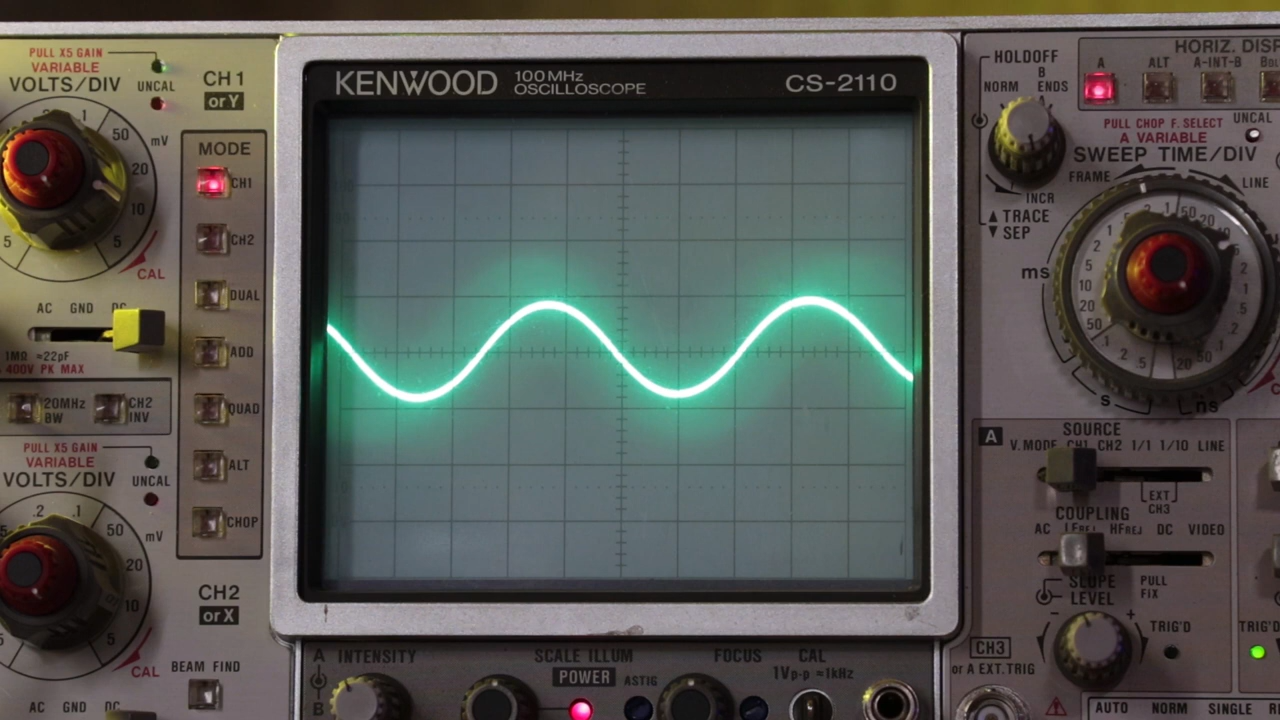 KENWOOD 100MHz OSCILLOSCOPE CS-2110
PULL X5 GAIN
VARIABLE
VOLTS/DIV
UNCAL
CH1
or Y
.2 .1 50 mV
20
10
5
CAL
MODE
CH1
CH2
DUAL
ADD
QUAD
ALT
CHOP
AC GND DC
1MΩ ≈22pF
400V PK MAX
20MHz BW
CH2 INV
PULL X5 GAIN
VARIABLE
VOLTS/DIV
UNCAL
.2 .1 50 mV
20
10
5
CAL
CH2
or X
BEAM FIND
AC GND DC
HOLDOFF
B
NORM ENDS
INCR
▲ TRACE
▼ SEP
HORIZ. DISP
A ALT A-INT-B
PULL CHOP F. SELECT
A VARIABLE
UNCAL
SWEEP TIME/DIV
FRAME LINE
ms
s
ns
A
SOURCE
V.MODE CH1 CH2 1/1 1/10 LINE
EXT
CH3
COUPLING
AC LFREJ HFREJ DC VIDEO
SLOPE
LEVEL
PULL
FIX
- +
TRIG'D
TRIG'D
CH3
or A EXT.TRIG
AUTO NORM SINGLE
A INTENSITY
B
SCALE ILLUM
POWER
ASTIG
FOCUS
CAL
1Vp-p ≈1kHz